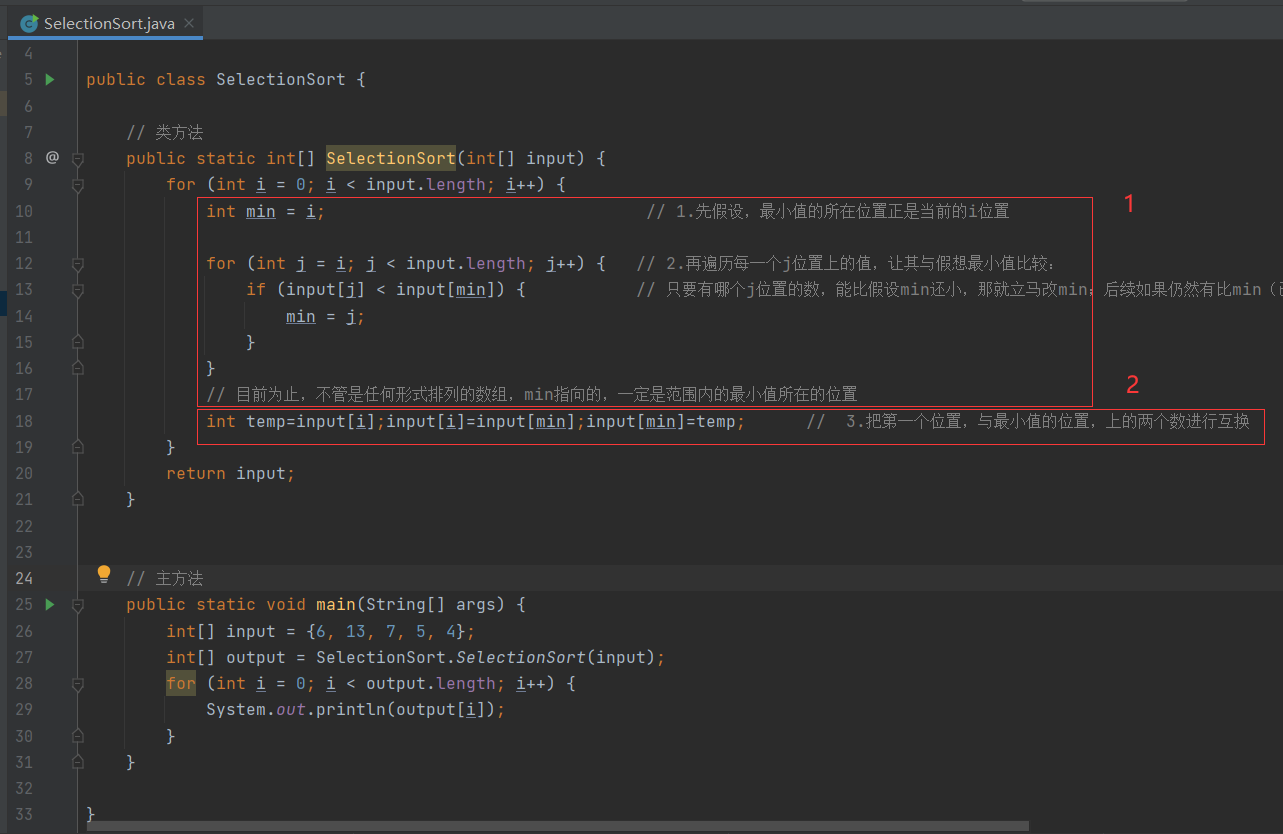 SelectionSort.java
4
5 public class SelectionSort {
6
7 // 类方法
8 @ public static int[] SelectionSort(int[] input) {
9 for (int i = 0; i < input.length; i++) {
10 int min = i; // 1.先假设，最小值的所在位置正是当前的i位置 1
11
12 for (int j = i; j < input.length; j++) { // 2.再遍历每一个j位置上的值，让其与假想最小值比较：
13 if (input[j] < input[min]) { // 只要有哪个j位置的数，能比假设min还小，那就立马改min；后续如果仍然有比min（
14 min = j;
15 }
16 }
17 // 目前为止，不管是任何形式排列的数组，min指向的，一定是范围内的最小值所在的位置 2
18 int temp=input[i];input[i]=input[min];input[min]=temp; // 3.把第一个位置，与最小值的位置，上的两个数进行互换
19 }
20 return input;
21 }
22
23
24 // 主方法
25 public static void main(String[] args) {
26 int[] input = {6, 13, 7, 5, 4};
27 int[] output = SelectionSort.SelectionSort(input);
28 for (int i = 0; i < output.length; i++) {
29 System.out.println(output[i]);
30 }
31 }
32
33 }